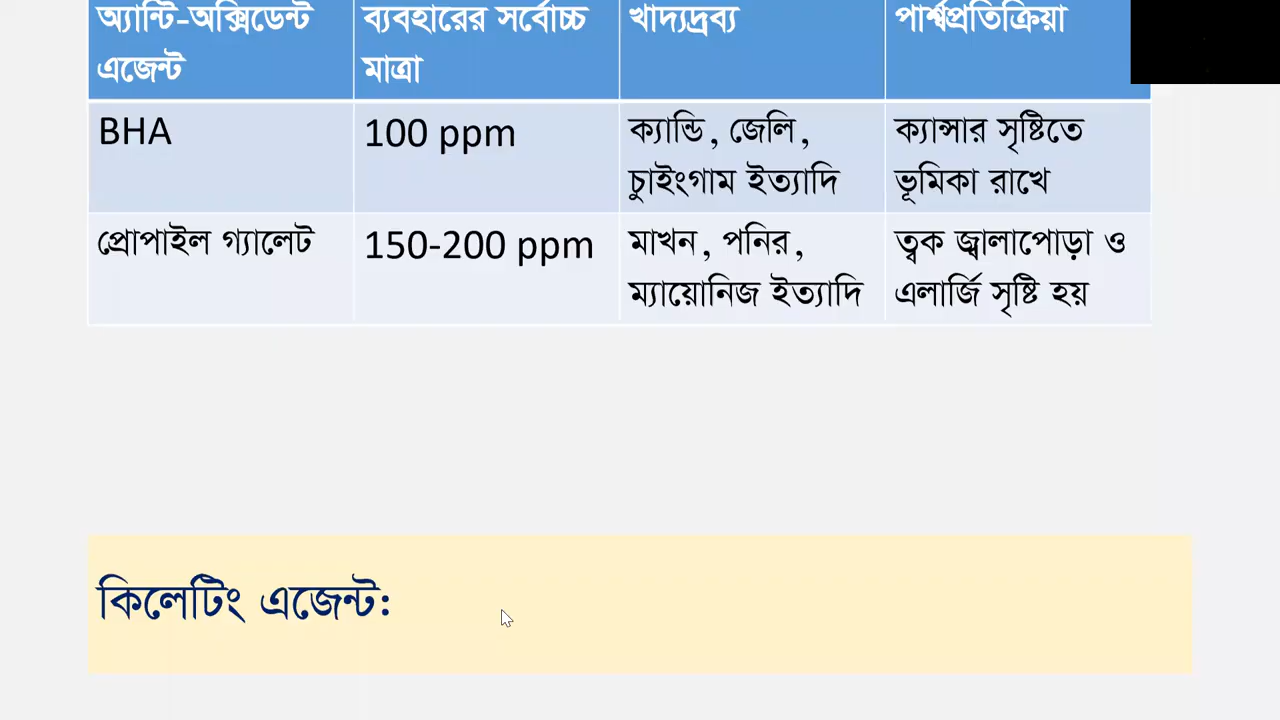 অ্যান্টি-অক্সিডেন্ট এজেন্ট
ব্যবহারের সর্বোচ্চ মাত্রা
খাদ্যদ্রব্য
পার্শ্বপ্রতিক্রিয়া
BHA
100 ppm
ক্যান্ডি, জেলি,
চুাইংগাম ইত্যাদি
ক্যান্সার সৃষ্টিতে
ভূমিকা রাখে
প্রোপাইল গ্যালেট
150-200 ppm
মাখন, পনির,
ম্যায়োনিজ ইত্যাদি
ত্বক জ্বালাপোড়া ও
এলার্জি সৃষ্টি হয়
কিলেটিং এজেন্ট: